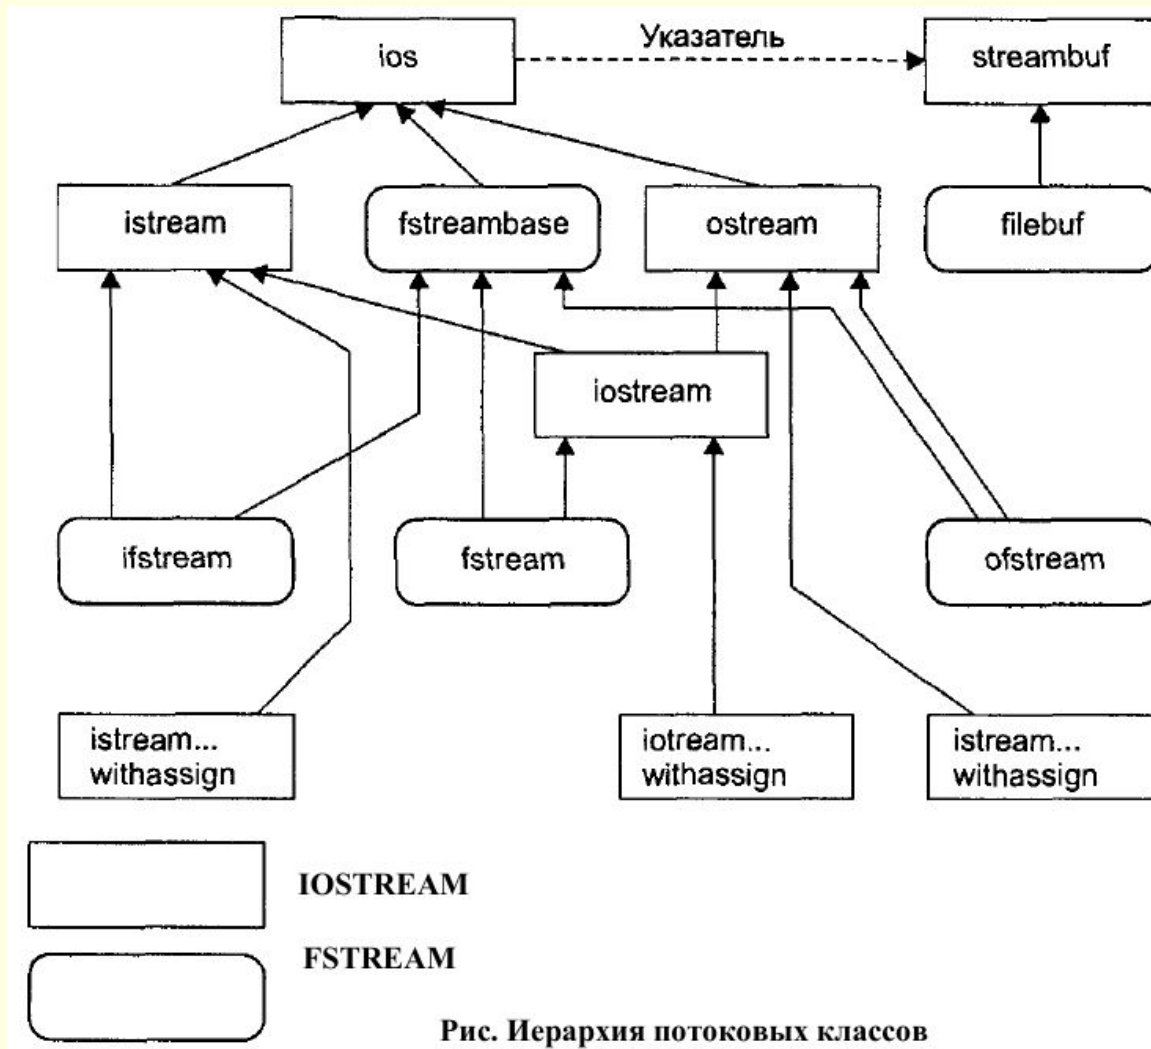 ios
Указатель
streambuf
istream
fstreambase
ostream
filebuf
iostream
ifstream
fstream
ofstream
istream...
withassign
iotream...
withassign
istream...
withassign
IOSTREAM
FSTREAM
Рис. Иерархия потоковых классов